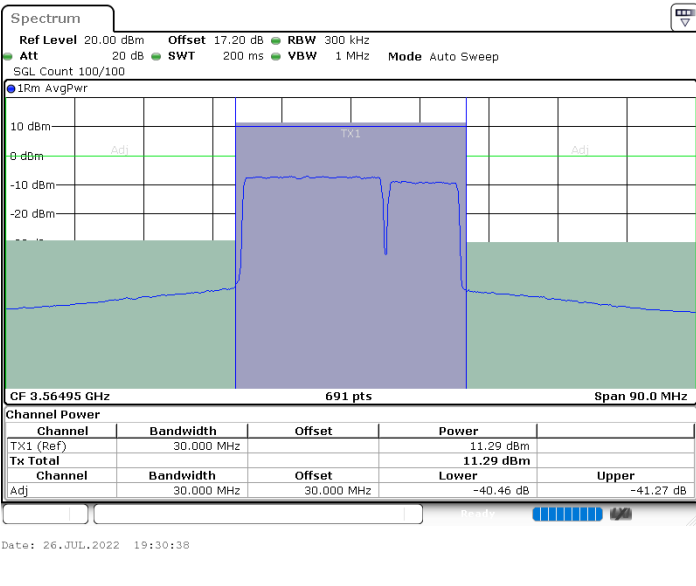 Spectrum
Ref Level 20.00 dBm Offset 17.20 dB RBW 300 kHz
Att 20 dB SWT 200 ms VBW 1 MHz Mode Auto Sweep
SGL Count 100/100
1Rm AvgPwr
10 dBm
TX1
Adj Adj
0 dBm
-10 dBm
-20 dBm
CF 3.56495 GHz 691 pts Span 90.0 MHz
Channel Power
Channel Bandwidth Offset Power
TX1 (Ref) 30.000 MHz 11.29 dBm
Tx Total 11.29 dBm
Channel Bandwidth Offset Lower Upper
Adj 30.000 MHz 30.000 MHz -40.46 dB -41.27 dB
Ready
Date: 26.JUL.2022 19:30:38